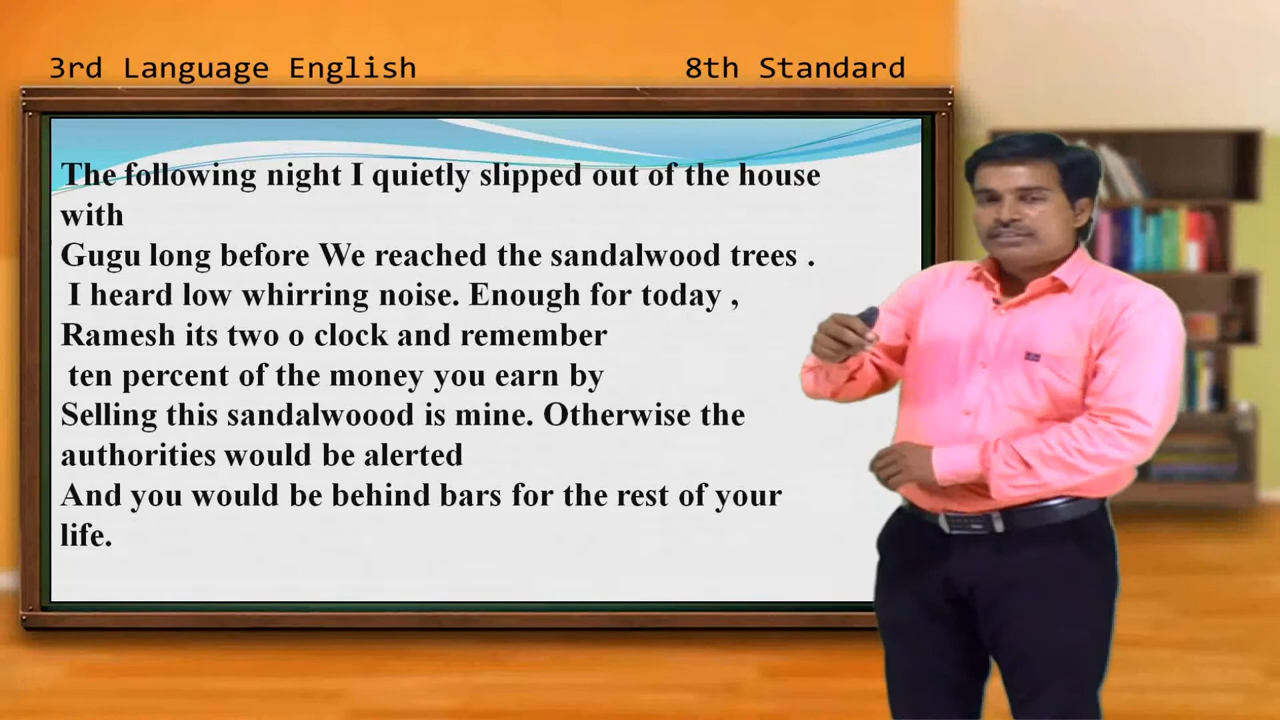 3rd Language English
8th Standard
The following night I quietly slipped out of the house
with
Gugu long before We reached the sandalwood trees .
I heard low whirring noise. Enough for today ,
Ramesh its two o clock and remember
ten percent of the money you earn by
Selling this sandalwoood is mine. Otherwise the
authorities would be alerted
And you would be behind bars for the rest of your
life.